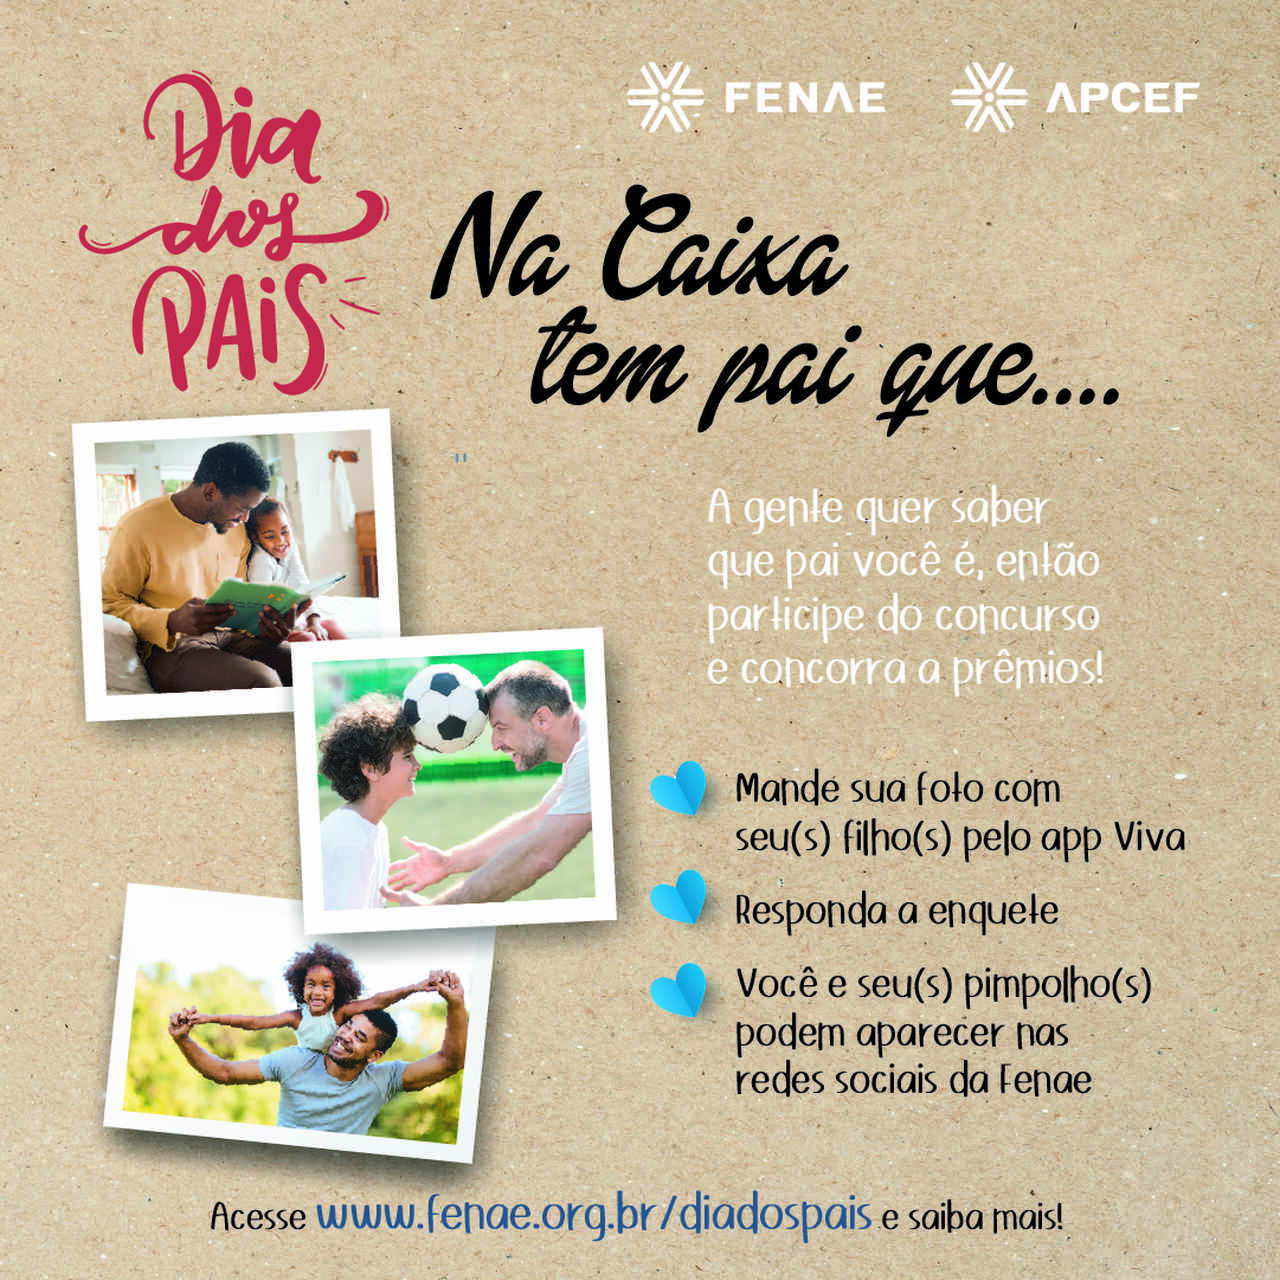 Dia
dos
PAiS
FENAE
APCEF
Na Caixa
tem pai que....
"
A gente quer saber
que pai você é, então
participe do concurso
e concorra a prêmios!
Mande sua foto com
seu(s) filho(s) pelo app Viva
Responda a enquete
Você e seu(s) pimpolho(s)
podem aparecer nas
redes sociais da Fenae
Acesse www.fenae.org.br/diadospais e saiba mais!